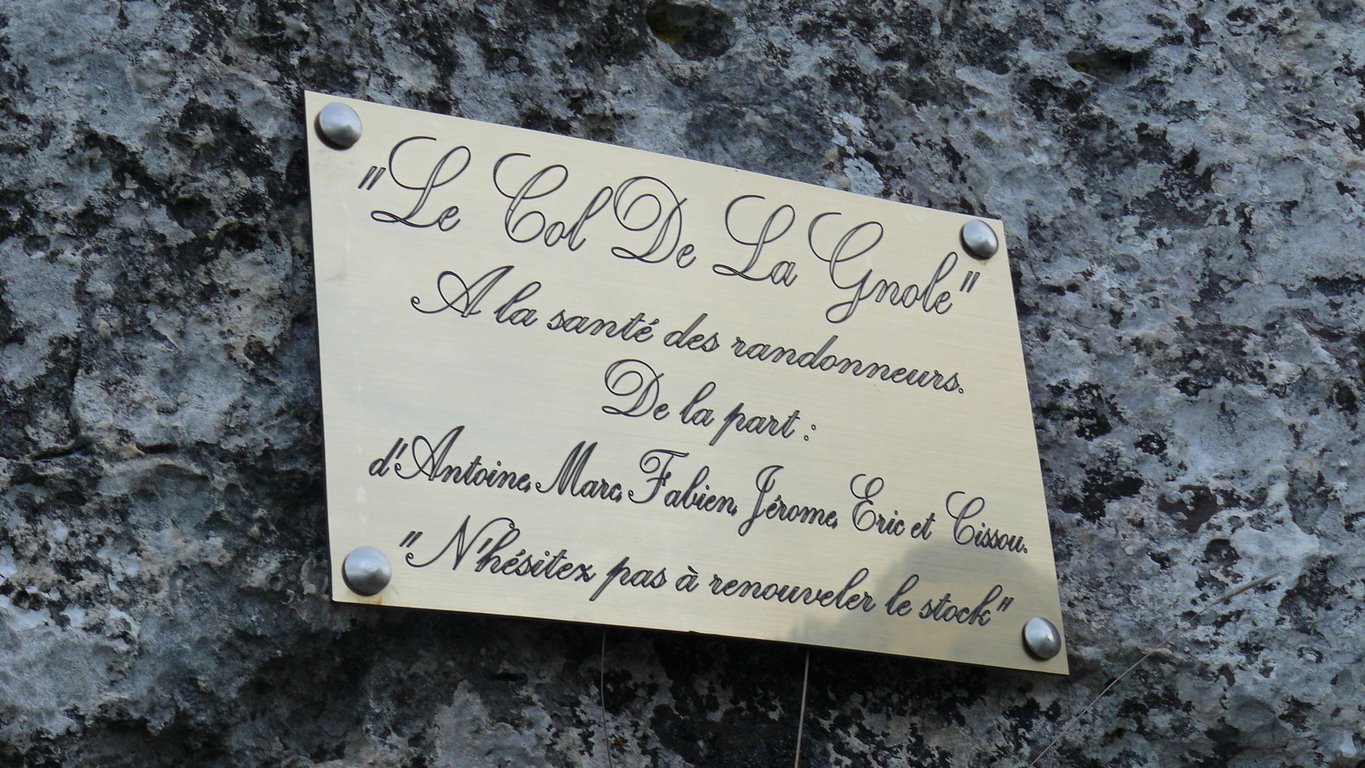 "Le Col De La Gnole"
A la santé des randonneurs.
De la part :
d'Antoine, Marc, Fabien, Jérome, Eric et Cissou.
"N'hésitez pas à renouveler le stock"